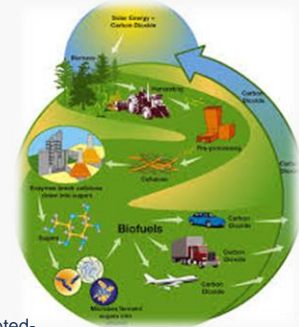 Solar Energy +
Carbon Dioxide
Biomass
Harvesting
Carbon
Dioxide
Pre-processing
Cellulose
Enzymes break cellulose
down into sugars
Sugars
Biofuels
Carbon
Dioxide
Carbon
Dioxide
Carbon
Dioxide
Microbes ferment
sugars into